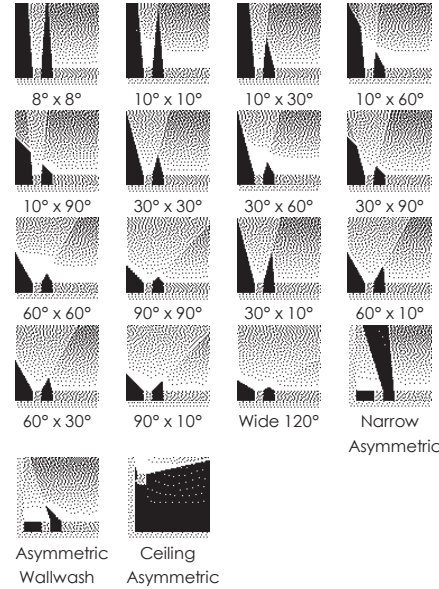 8° x 8° 10° x 10° 10° x 30° 10° x 60°
10° x 90° 30° x 30° 30° x 60° 30° x 90°
60° x 60° 90° x 90° 30° x 10° 60° x 10°
60° x 30° 90° x 10° Wide 120° Narrow
Asymmetric
Asymmetric Ceiling
Wallwash Asymmetric